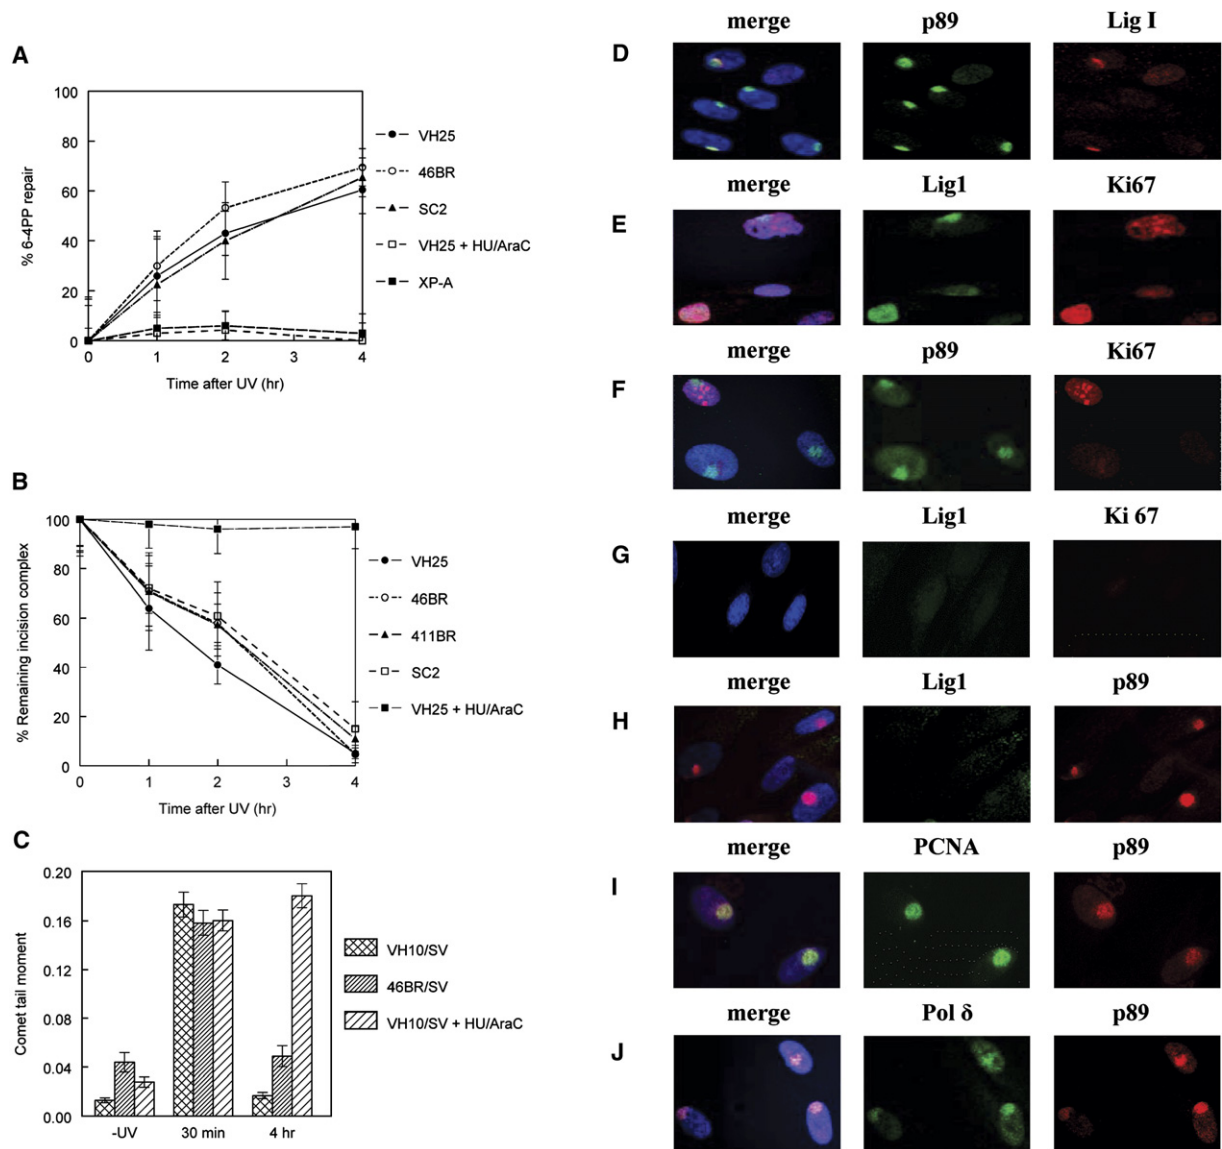 A
100
80
60
40
20
0
% 6-4PP repair
0 1 2 3 4
Time after UV (hr)
VH25
46BR
SC2
VH25 + HU/AraC
XP-A
B
100
80
60
40
20
0
% Remaining incision complex
0 1 2 3 4
Time after UV (hr)
VH25
46BR
411BR
SC2
VH25 + HU/AraC
C
0.20
0.16
0.12
0.08
0.04
0.00
Comet tail moment
-UV 30 min 4 hr
VH10/SV
46BR/SV
VH10/SV + HU/AraC
merge p89 Lig I
D
merge Lig1 Ki67
E
merge p89 Ki67
F
merge Lig1 Ki 67
G
merge Lig1 p89
H
merge PCNA p89
I
merge Pol δ p89
J